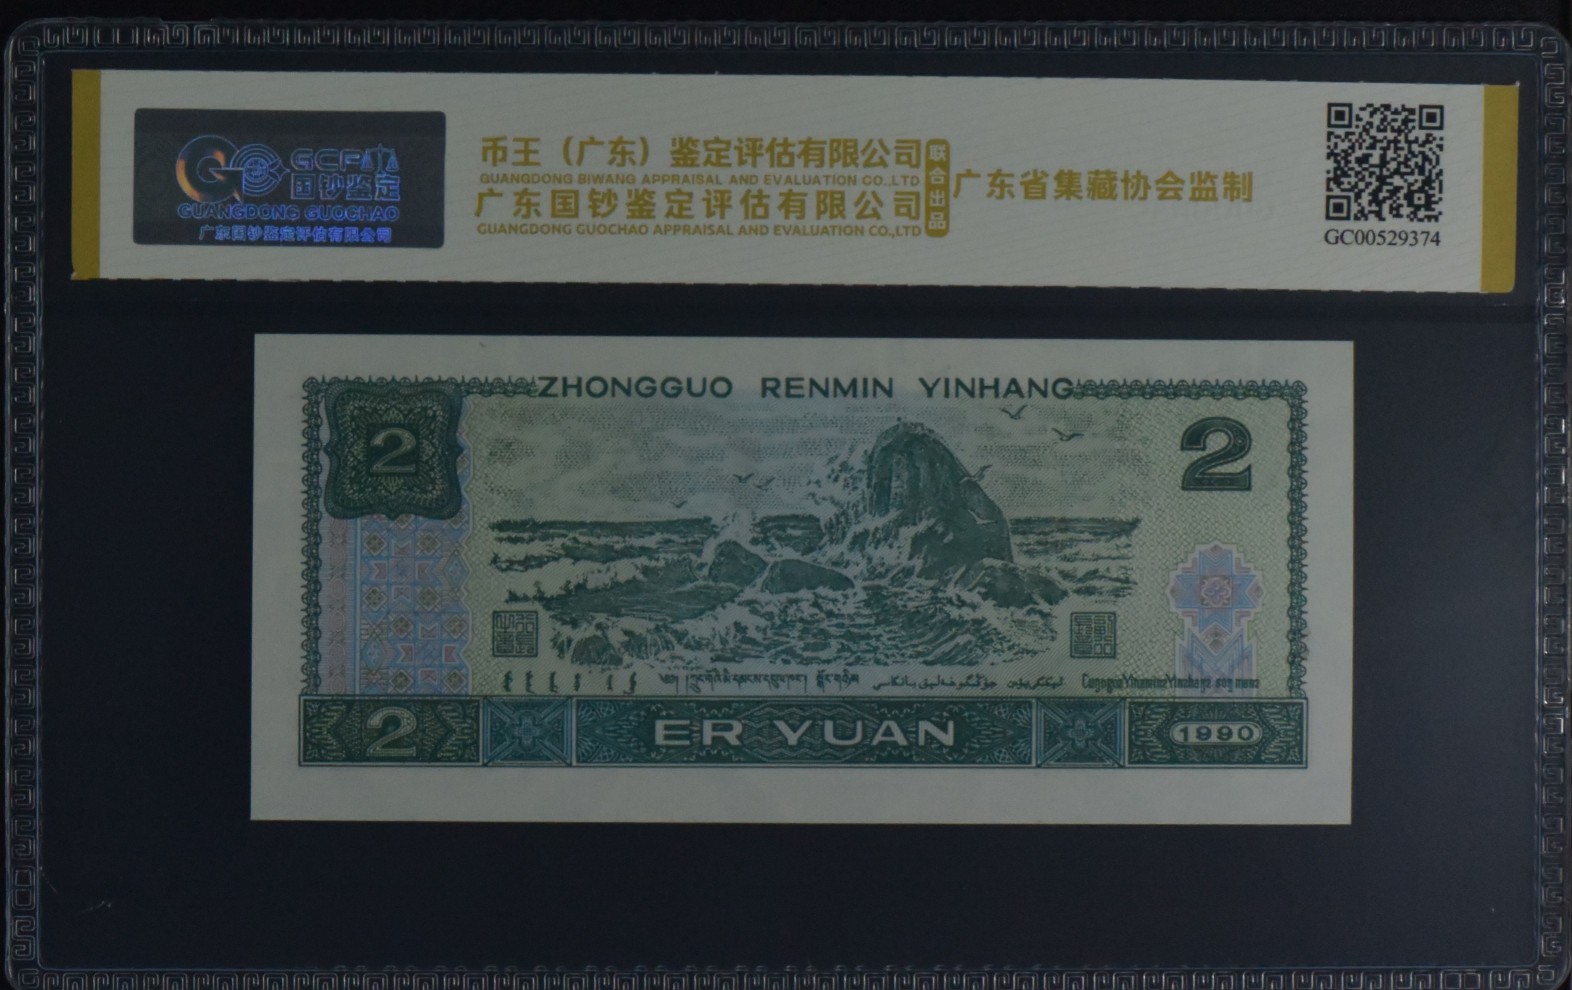 GCF
国钞鉴定
GUANGDONG GUOCHAO
广东国钞鉴定评估有限公司
币王（广东）鉴定评估有限公司
GUANGDONG BIWANG APPRAISAL AND EVALUATION CO.,LTD
广东国钞鉴定评估有限公司
GUANGDONG GUOCHAO APPRAISAL AND EVALUATION CO.,LTD
联合出品
广东省集藏协会监制
GC00529374
ZHONGGUO RENMIN YINHANG
2
2
2
ER YUAN
1990